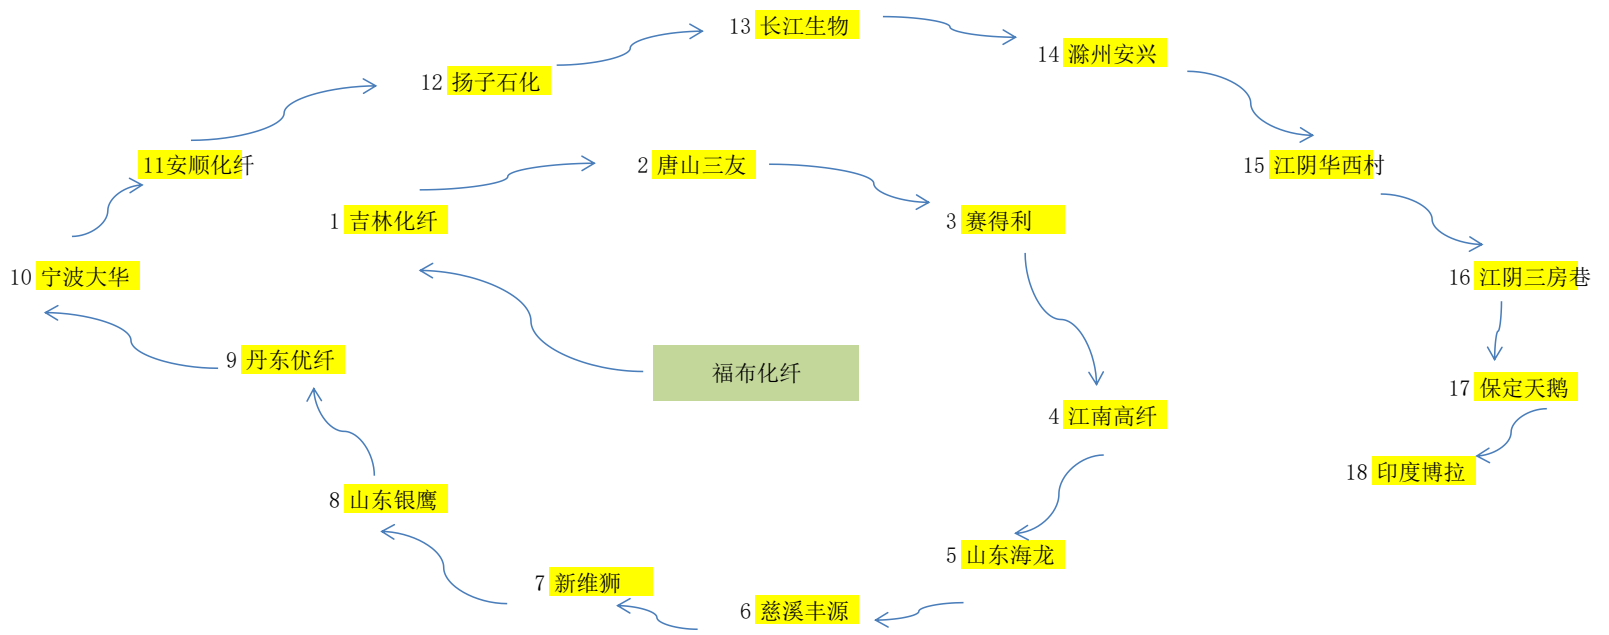 13 长江生物
14 滁州安兴
12 扬子石化
11安顺化纤
2 唐山三友
15 江阴华西村
1 吉林化纤
3 赛得利
10 宁波大华
16 江阴三房巷
9 丹东优纤
福布化纤
17 保定天鹅
4 江南高纤
18 印度博拉
8 山东银鹰
5 山东海龙
7 新维狮
6 慈溪丰源